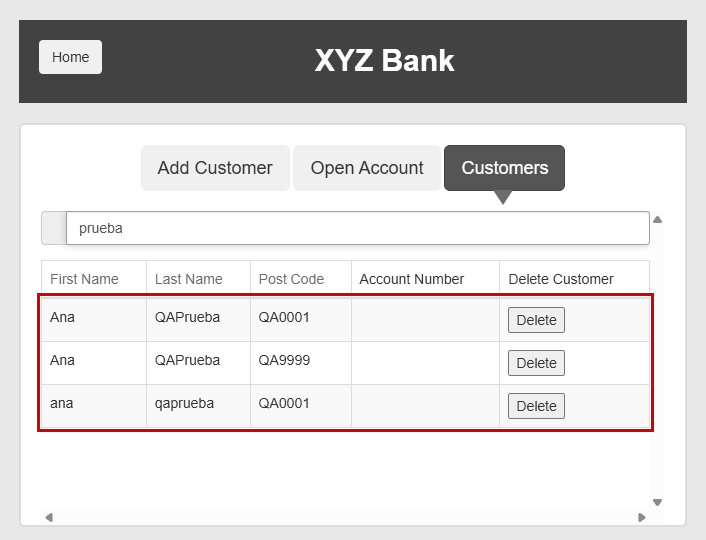 Home
XYZ Bank
Add Customer Open Account Customers
prueba
First Name Last Name Post Code Account Number Delete Customer
Ana QAPrueba QA0001 Delete
Ana QAPrueba QA9999 Delete
ana qaprueba QA0001 Delete